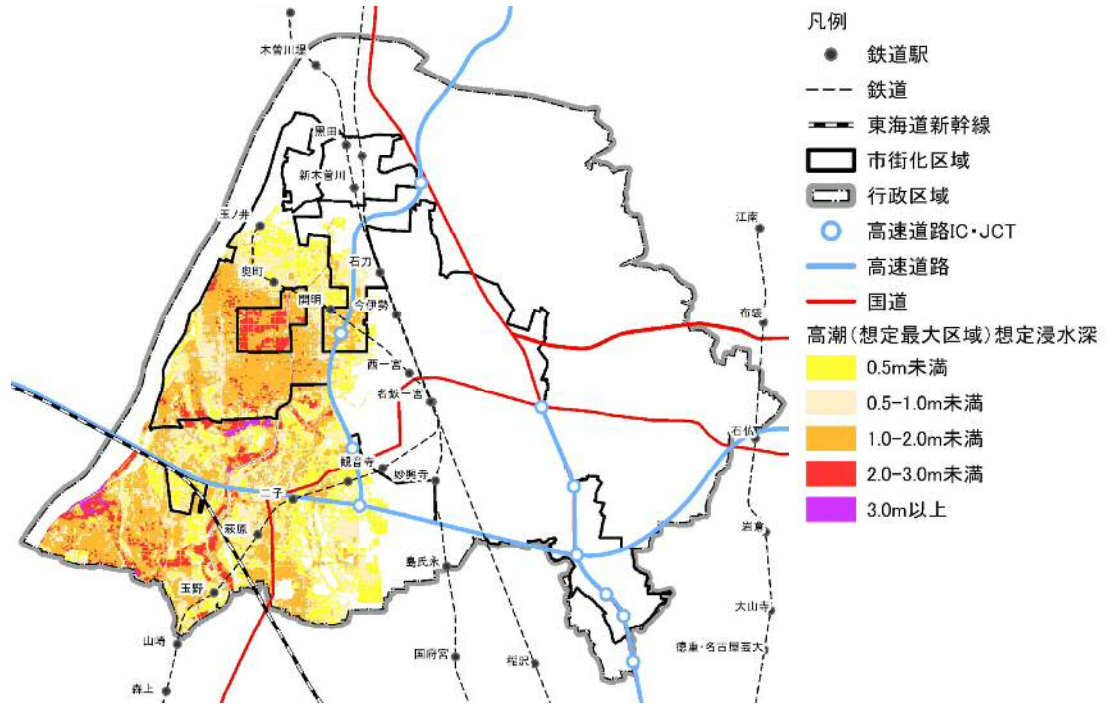 凡例
鉄道駅
鉄道
東海道新幹線
市街化区域
行政区域
高速道路IC・JCT
高速道路
国道
高潮(想定最大区域)想定浸水深
0.5m未満
0.5-1.0m未満
1.0-2.0m未満
2.0-3.0m未満
3.0m以上
木曽川堤
黒田
新木曽川
玉ノ井
江南
石刀
奥町
開明
今伊勢
布袋
西一宮
名鉄一宮
石仏
観音寺
妙興寺
二子
萩原
岩倉
島氏永
玉野
大山寺
山崎
国府宮
稲沢
徳重・名古屋芸大
森上